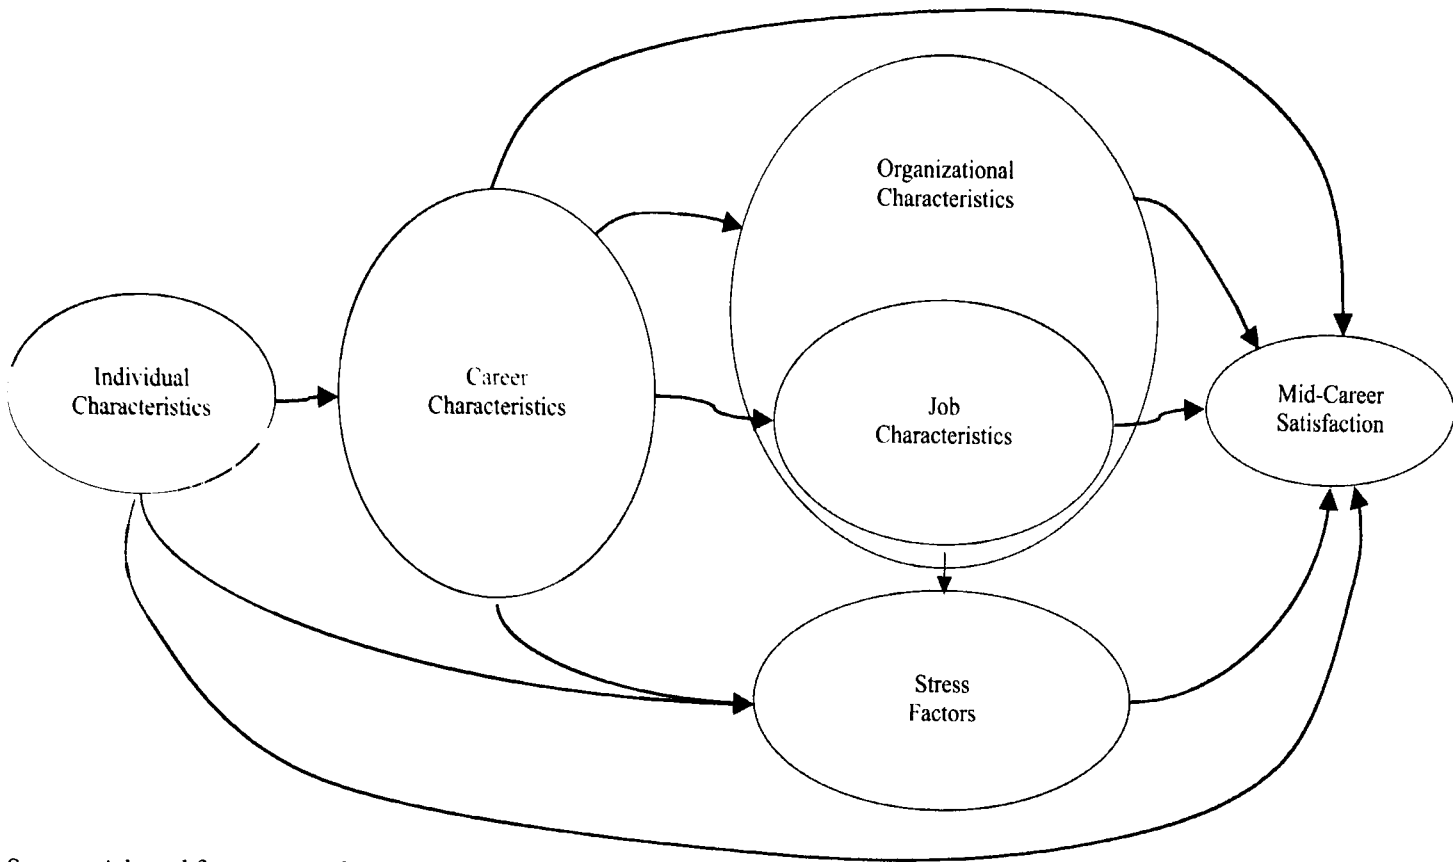 Organizational
Characteristics
Individual
Characteristics
Career
Characteristics
Job
Characteristics
Mid-Career
Satisfaction
Stress
Factors